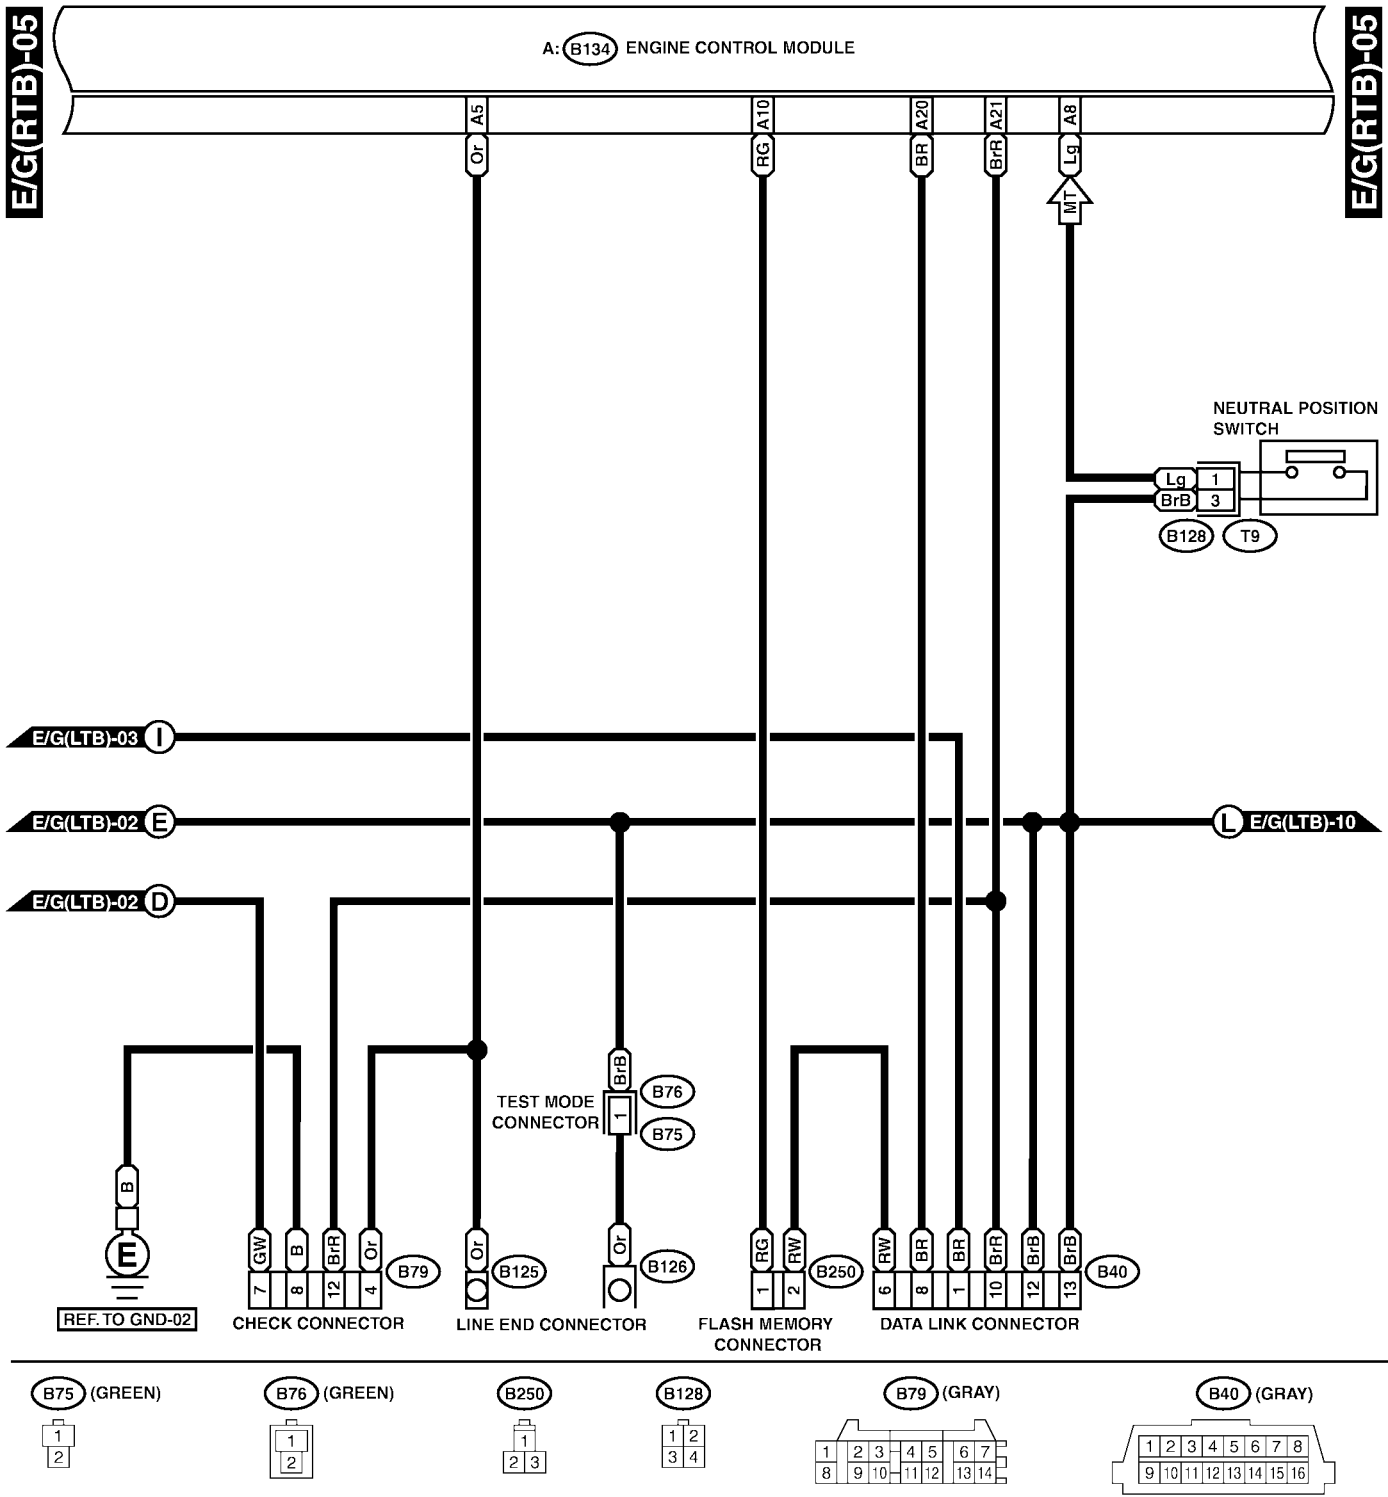 E/G(RTB)-05
E/G(RTB)-05
A: B134 ENGINE CONTROL MODULE
A5 A10 A20 A21 A8
Or RG BR BrR Lg
MT
NEUTRAL POSITION
SWITCH
Lg 1
BrB 3
B128 T9
E/G(LTB)-03 I
E/G(LTB)-02 E
L E/G(LTB)-10
E/G(LTB)-02 D
BrB
B76
TEST MODE
CONNECTOR
1
B75
B
E
REF. TO GND-02
GW B BrR Or
7 8 12 4
B79
CHECK CONNECTOR
Or
B125
Or
B126
LINE END CONNECTOR
RG RW
1 2
B250
FLASH MEMORY
CONNECTOR
RW BR BR BrR BrB BrB
6 8 1 10 12 13
B40
DATA LINK CONNECTOR
B75 (GREEN)
1
2
B76 (GREEN)
1
2
B250
1
2 3
B128
1 2
3 4
B79 (GRAY)
1 2 3 4 5 6 7
8 9 10 11 12 13 14
B40 (GRAY)
1 2 3 4 5 6 7 8
9 10 11 12 13 14 15 16